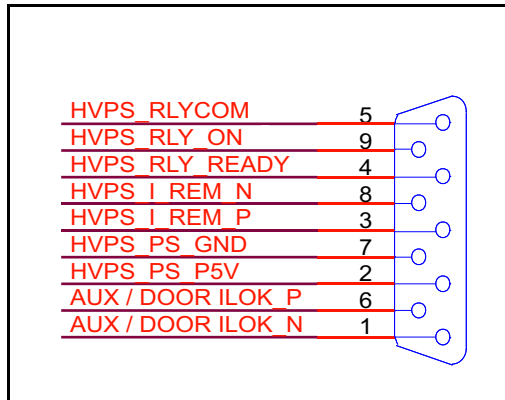 HVPS_RLYCOM 5
HVPS_RLY_ON 9
HVPS_RLY_READY 4
HVPS_I_REM_N 8
HVPS_I_REM_P 3
HVPS_PS_GND 7
HVPS_PS_P5V 2
AUX / DOOR ILOK_P 6
AUX / DOOR ILOK_N 1